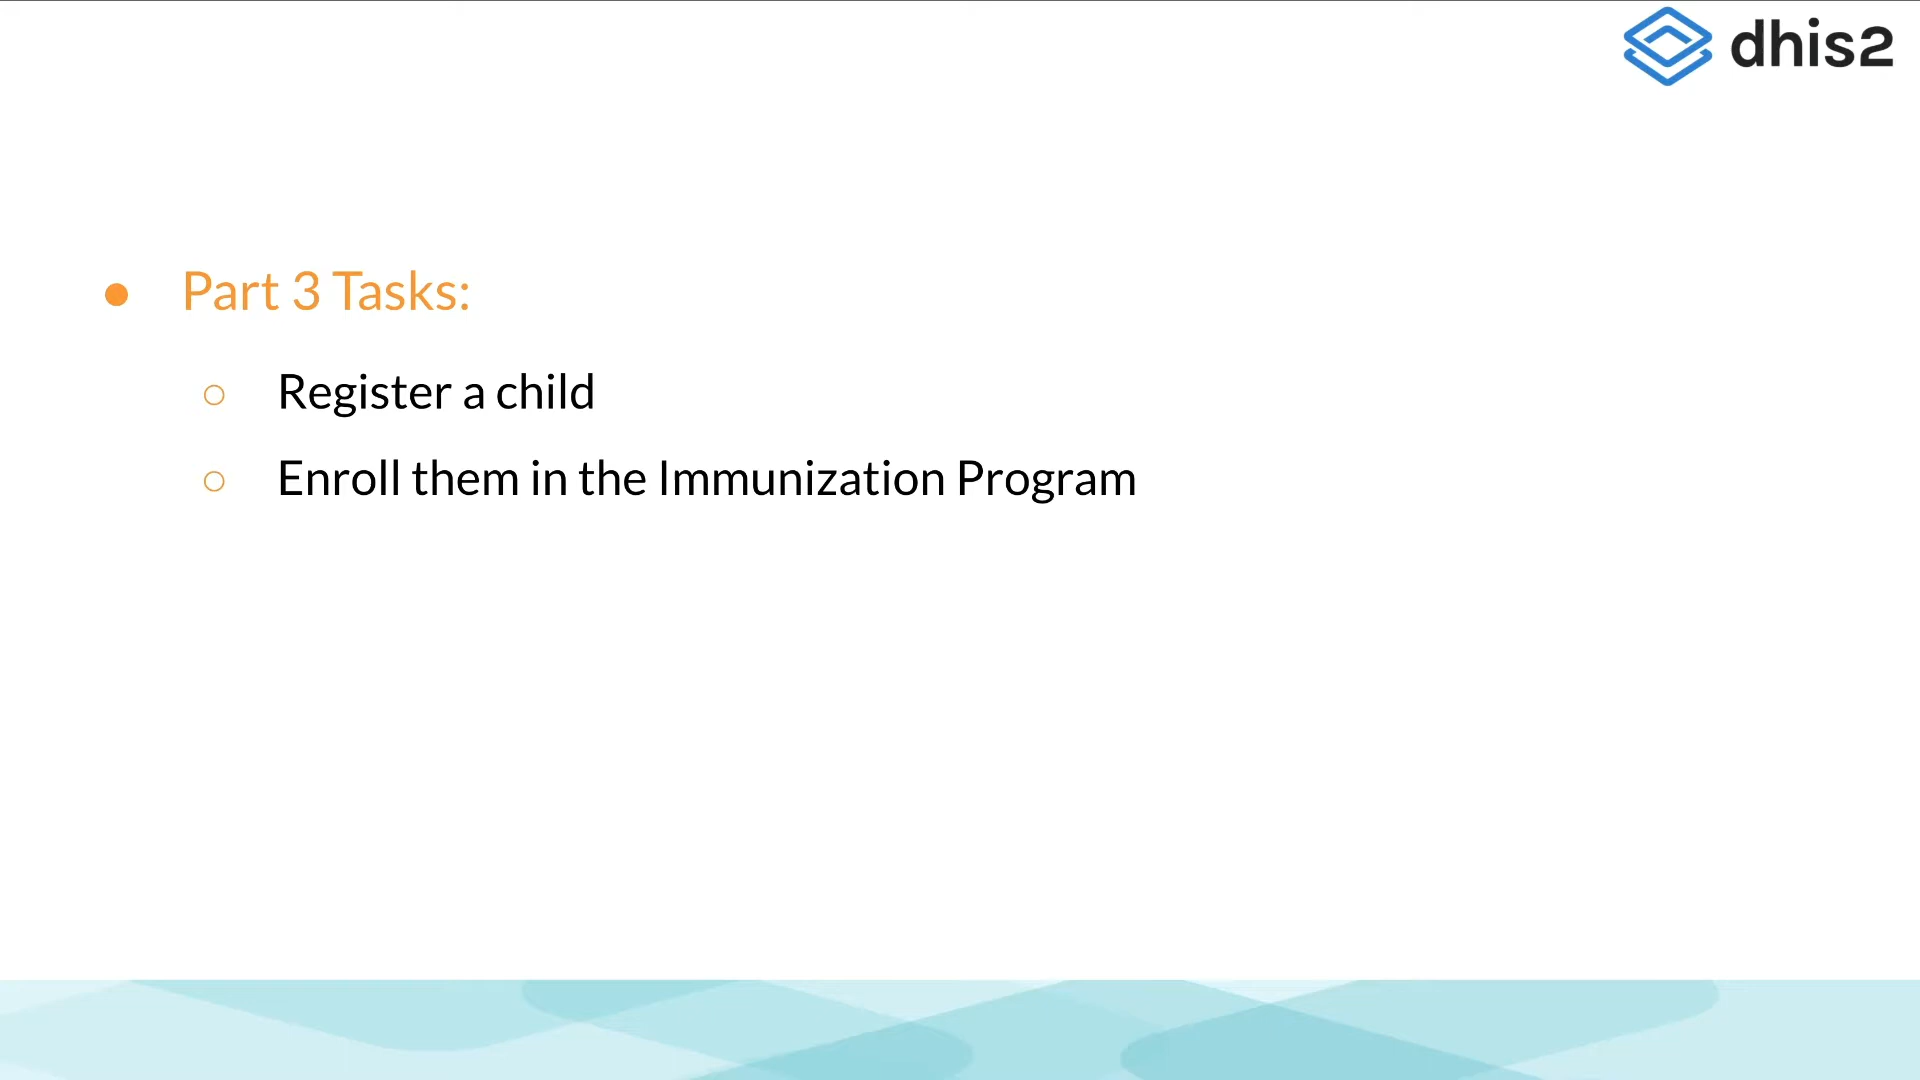 dhis2
Part 3 Tasks:
Register a child
Enroll them in the Immunization Program